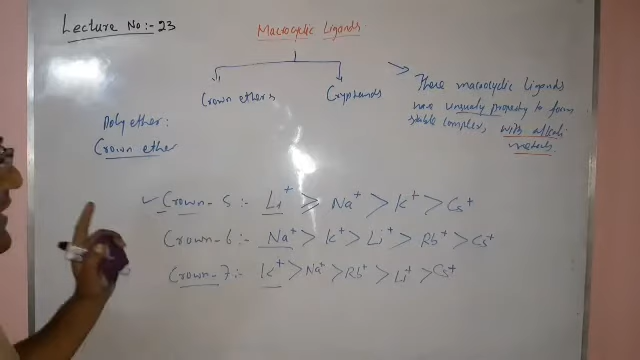 Lecture No:- 23
Macrocyclic Ligands
Crown ethers
Cryptands
These macrocyclic ligands
have unsualy property to form
stable complex, with alkali
metals.
Polyether:
Crown ether
✓ Crown-5 :- Li⁺ ≥ Na⁺ > K⁺ > Cs⁺
Crown-6 :- Na⁺ > K⁺ > Li⁺ > Rb⁺ > Cs⁺
Crown-7 :- K⁺ > Na⁺ > Rb⁺ > Li⁺ > Cs⁺